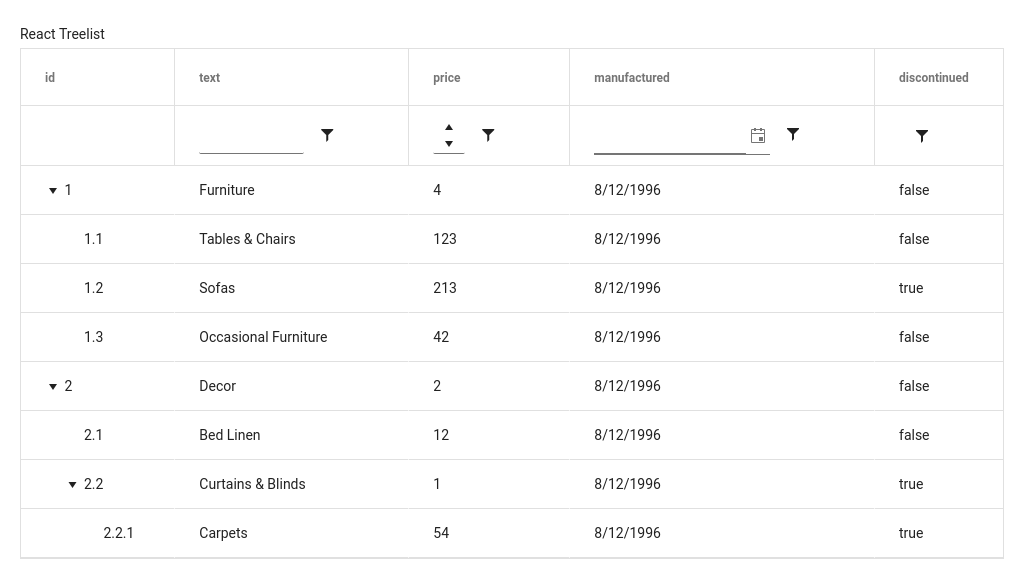 React Treelist
id text price manufactured discontinued
1 Furniture 4 8/12/1996 false
1.1 Tables & Chairs 123 8/12/1996 false
1.2 Sofas 213 8/12/1996 true
1.3 Occasional Furniture 42 8/12/1996 false
2 Decor 2 8/12/1996 false
2.1 Bed Linen 12 8/12/1996 false
2.2 Curtains & Blinds 1 8/12/1996 true
2.2.1 Carpets 54 8/12/1996 true